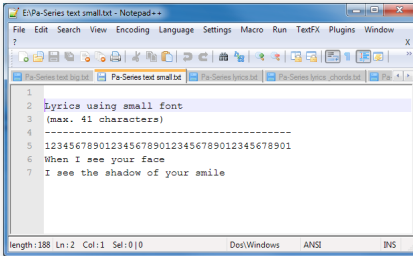 E:\Pa-Series text small.txt - Notepad++
File Edit Search View Encoding Language Settings Macro Run TextFX Plugins Window
? X
Pa-Series text big.txt Pa-Series text small.txt Pa-Series lyrics.txt Pa-Series lyrics_chords.txt Pa-
1
2 Lyrics using small font
3 (max. 41 characters)
4 -----------------------------------------
5 12345678901234567890123456789012345678901
6 When I see your face
7 I see the shadow of your smile
length : 188 Ln : 2 Col : 1 Sel : 0 | 0 Dos\Windows ANSI INS